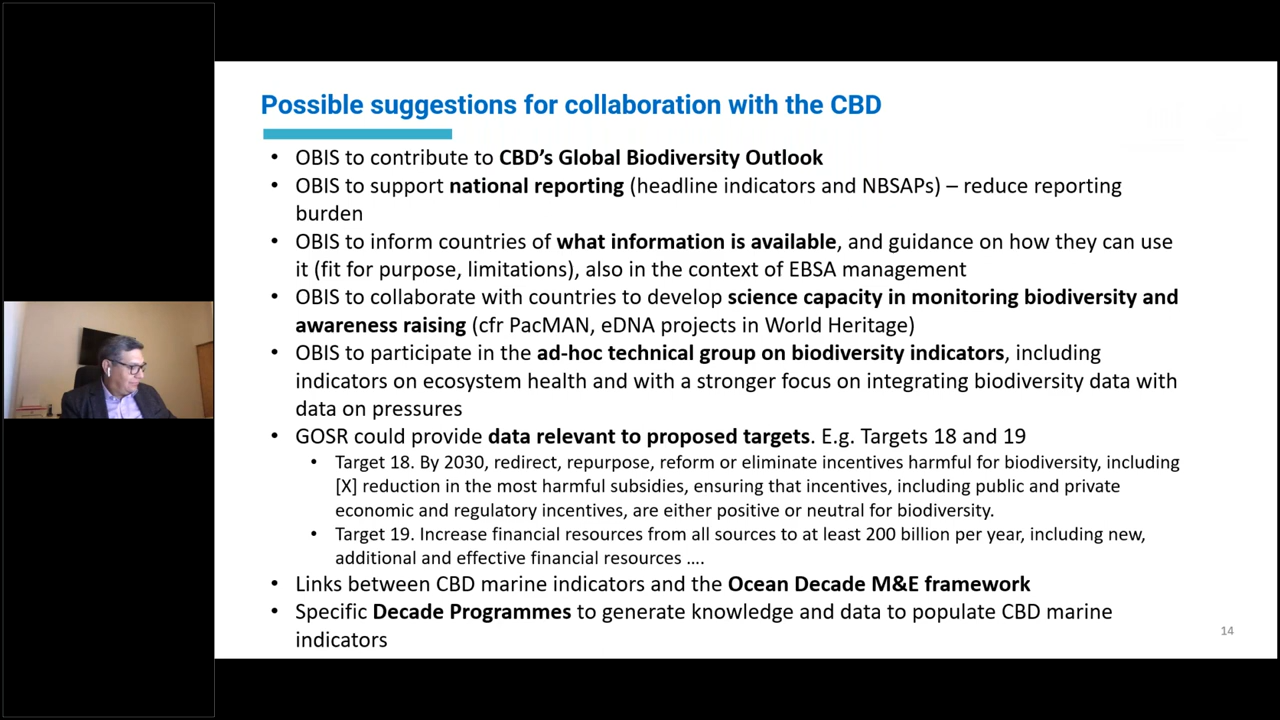 Possible suggestions for collaboration with the CBD
• OBIS to contribute to CBD's Global Biodiversity Outlook
• OBIS to support national reporting (headline indicators and NBSAPs) – reduce reporting
burden
• OBIS to inform countries of what information is available, and guidance on how they can use
it (fit for purpose, limitations), also in the context of EBSA management
• OBIS to collaborate with countries to develop science capacity in monitoring biodiversity and
awareness raising (cfr PacMAN, eDNA projects in World Heritage)
• OBIS to participate in the ad-hoc technical group on biodiversity indicators, including
indicators on ecosystem health and with a stronger focus on integrating biodiversity data with
data on pressures
• GOSR could provide data relevant to proposed targets. E.g. Targets 18 and 19
• Target 18. By 2030, redirect, repurpose, reform or eliminate incentives harmful for biodiversity, including
[X] reduction in the most harmful subsidies, ensuring that incentives, including public and private
economic and regulatory incentives, are either positive or neutral for biodiversity.
• Target 19. Increase financial resources from all sources to at least 200 billion per year, including new,
additional and effective financial resources ....
• Links between CBD marine indicators and the Ocean Decade M&E framework
• Specific Decade Programmes to generate knowledge and data to populate CBD marine
indicators
14